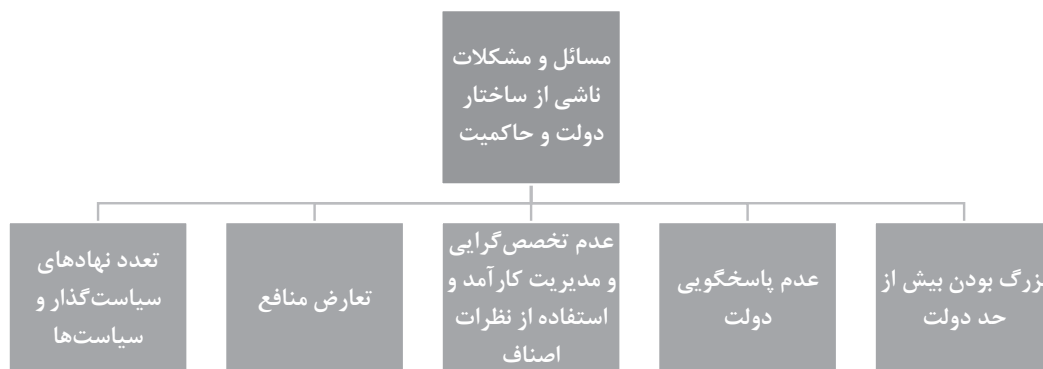 مسائل و مشکلات
ناشی از ساختار
دولت و حاکمیت
بزرگ بودن بیش از
حد دولت
عدم پاسخگویی
دولت
عدم تخصص‌گرایی
و مدیریت کارآمد و
استفاده از نظرات
اصناف
تعارض منافع
تعدد نهادهای
سیاست‌گذار و
سیاست‌ها